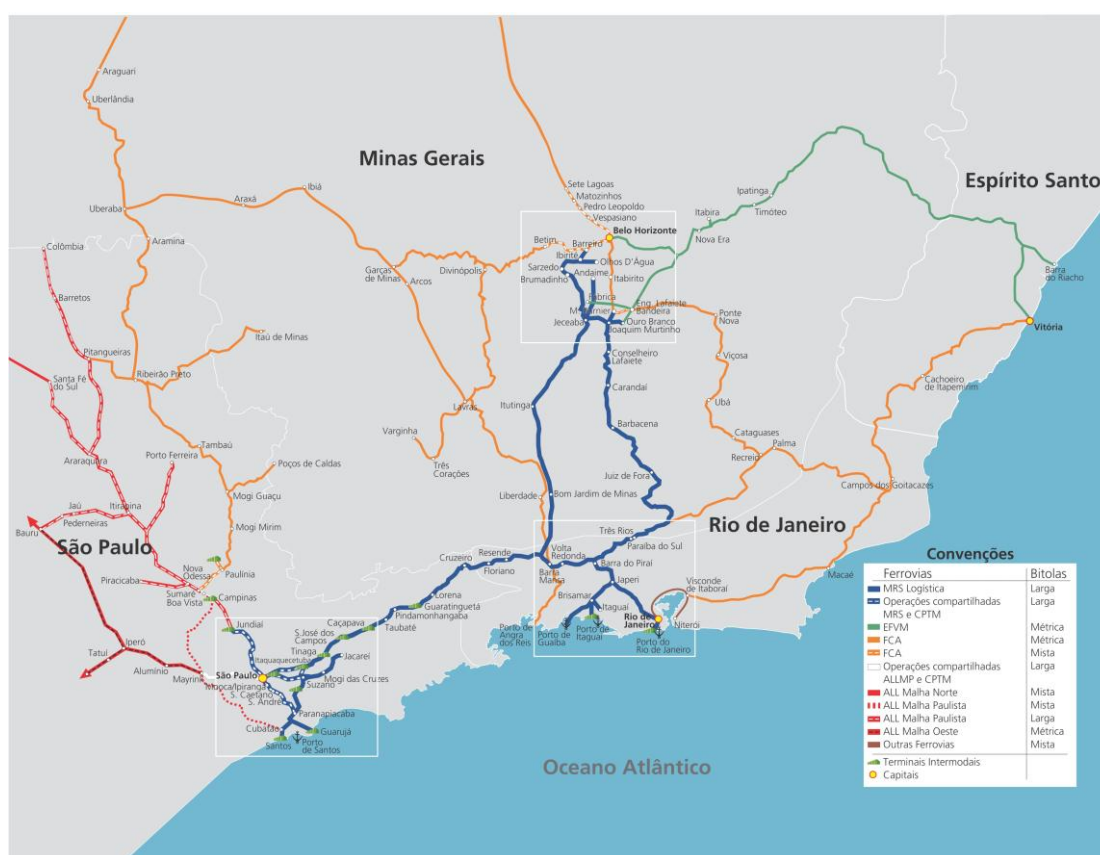 Araguari
Uberlândia
Minas Gerais
Espírito Santo
Sete Lagoas
Matozinhos
Pedro Leopoldo
Vespasiano
Ipatinga
Timóteo
Itabira
Nova Era
Ibiá
Araxá
Uberaba
Aramina
Colômbia
Belo Horizonte
Betim
Barreiro
Ibirité
Olhos D'Água
Sarzedo
Andaime
Brumadinho
Itabirito
Garças
de Minas
Arcos
Divinópolis
Barra
do Riacho
Barretos
Fábrica
Eng. Lafaiete
Bandeira
Jeceaba
Ouro Branco
Joaquim Murtinho
Ponte
Nova
Vitória
Itaú de Minas
Pitangueiras
Ribeirão Preto
Santa Fé
do Sul
Conselheiro
Lafaiete
Viçosa
Carandaí
Cachoeiro
de Itapemirim
Itutinga
Lavras
Ubá
Varginha
Três
Corações
Barbacena
Cataguases
Palma
Recreio
Tambaú
Araraquara
Porto Ferreira
Poços de Caldas
Mogi Guaçu
Juiz de Fora
Campos dos Goitacazes
Liberdade
Bom Jardim de Minas
Jaú
Itirapina
Pederneiras
Bauru
São Paulo
Mogi Mirim
Três Rios
Rio de Janeiro
Paraíba do Sul
Nova
Odessa
Paulínia
Piracicaba
Sumaré
Boa Vista
Campinas
Cruzeiro
Resende
Floriano
Volta
Redonda
Barra
Mansa
Barra do Piraí
Japeri
Lorena
Guaratinguetá
Pindamonhangaba
Taubaté
Caçapava
Brisamar
Itaguaí
Visconde
de Itaboraí
Macaé
Rio de
Janeiro
Niterói
Porto de
Angra
dos Reis
Porto de
Guaíba
Porto de
Itaguaí
Porto do
Rio de Janeiro
Jundiaí
S.José dos
Campos
Tinaga
Jacareí
Itaquaquecetuba
São Paulo
Mogi das Cruzes
Suzano
Mooca/Ipiranga
S. Caetano
S. André
Paranapiacaba
Iperó
Tatuí
Alumínio
Mayrink
Cubatão
Guarujá
Santos
Porto
de Santos
Oceano Atlântico
Convenções
Ferrovias Bitolas
MRS Logística Larga
Operações compartilhadas Larga
MRS e CPTM
EFVM Métrica
FCA Métrica
FCA Mista
Operações compartilhadas Larga
ALLMP e CPTM
ALL Malha Norte Mista
ALL Malha Paulista Mista
ALL Malha Paulista Larga
ALL Malha Oeste Métrica
Outras Ferrovias Mista
Terminais Intermodais
Capitais